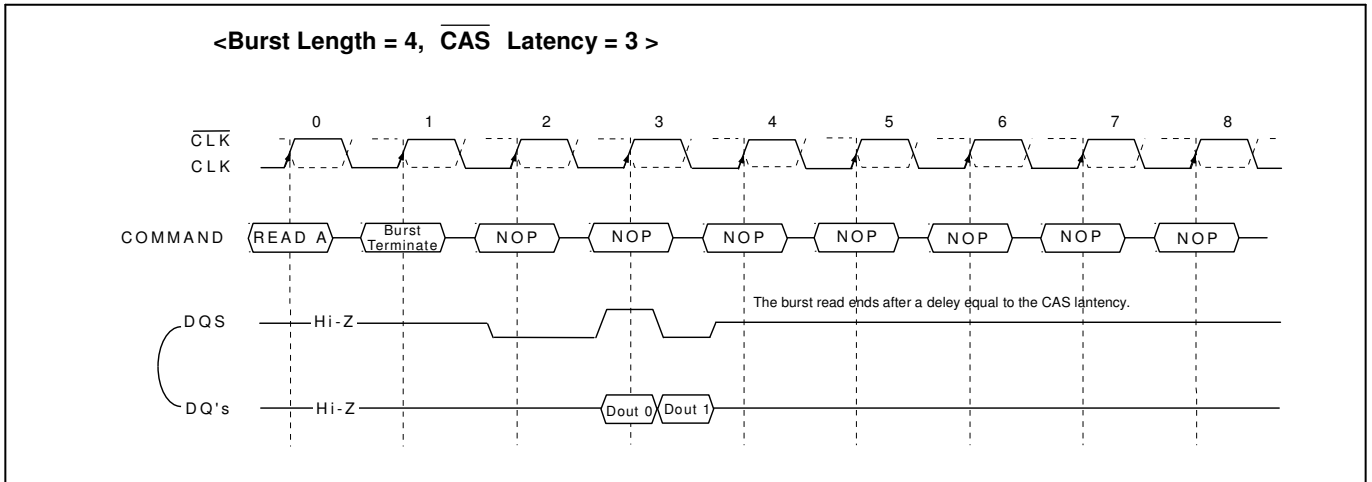 <Burst Length = 4, CAS Latency = 3 >
0 1 2 3 4 5 6 7 8
CLK
CLK
COMMAND READ A Burst Terminate NOP NOP NOP NOP NOP NOP NOP
The burst read ends after a deley equal to the CAS lantency.
DQS Hi-Z
DQ's Hi-Z Dout 0 Dout 1